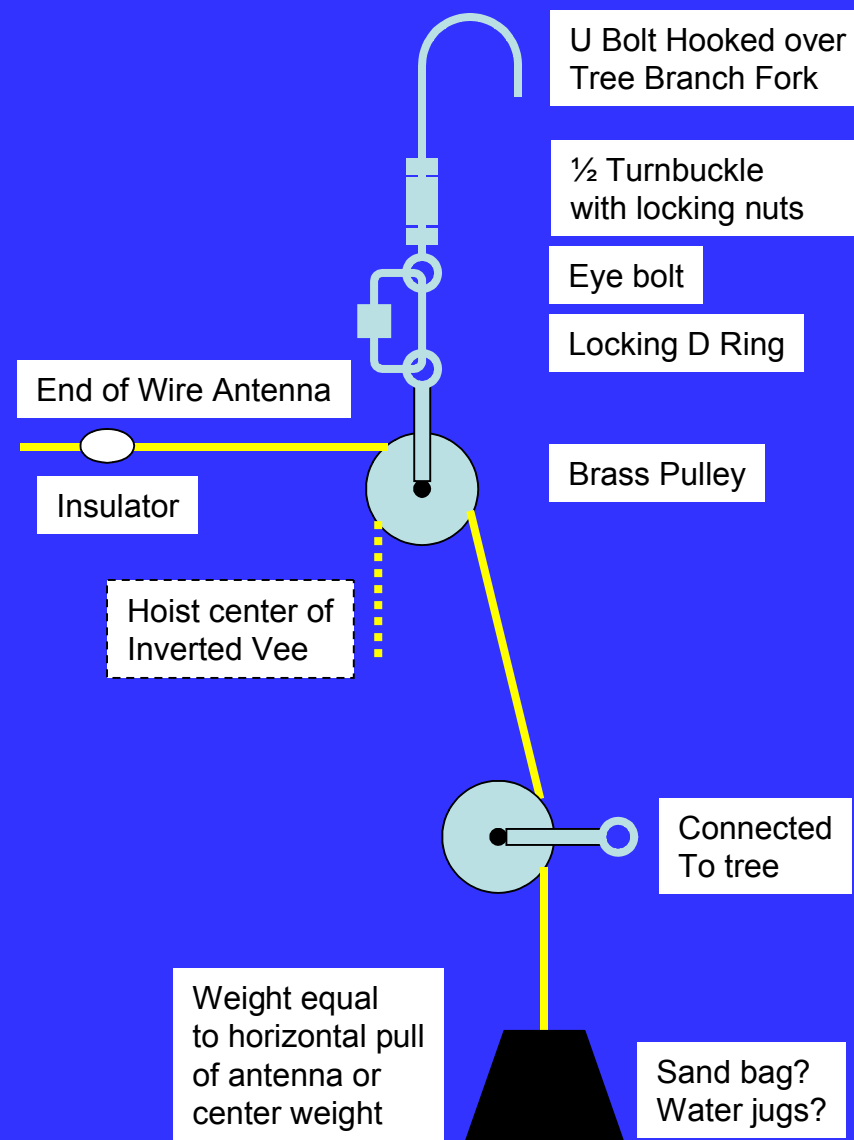 U Bolt Hooked over
Tree Branch Fork
½ Turnbuckle
with locking nuts
Eye bolt
Locking D Ring
End of Wire Antenna
Brass Pulley
Insulator
Hoist center of
Inverted Vee
Connected
To tree
Weight equal
to horizontal pull
of antenna or
center weight
Sand bag?
Water jugs?